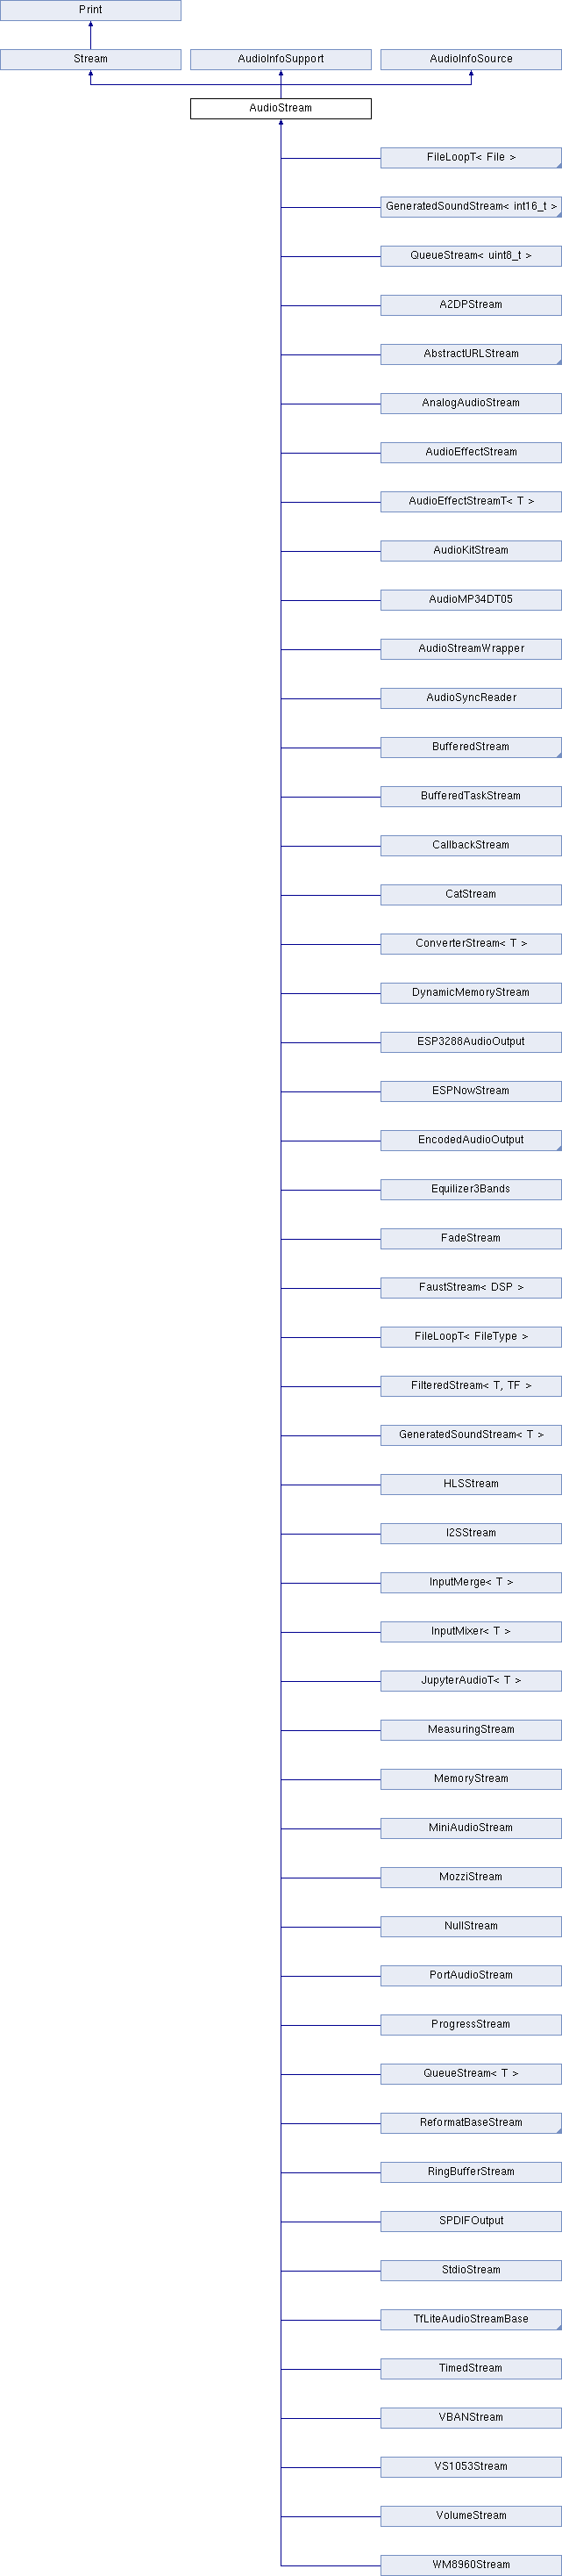 Print
Stream
AudioInfoSupport
AudioInfoSource
AudioStream
FileLoopT< File >
GeneratedSoundStream< int16_t >
QueueStream< uint8_t >
A2DPStream
AbstractURLStream
AnalogAudioStream
AudioEffectStream
AudioEffectStreamT< T >
AudioKitStream
AudioMP34DT05
AudioStreamWrapper
AudioSyncReader
BufferedStream
BufferedTaskStream
CallbackStream
CatStream
ConverterStream< T >
DynamicMemoryStream
ESP3288AudioOutput
ESPNowStream
EncodedAudioOutput
Equilizer3Bands
FadeStream
FaustStream< DSP >
FileLoopT< FileType >
FilteredStream< T, TF >
GeneratedSoundStream< T >
HLSStream
I2SStream
InputMerge< T >
InputMixer< T >
JupyterAudioT< T >
MeasuringStream
MemoryStream
MiniAudioStream
MozziStream
NullStream
PortAudioStream
ProgressStream
QueueStream< T >
ReformatBaseStream
RingBufferStream
SPDIFOutput
StdioStream
TfLiteAudioStreamBase
TimedStream
VBANStream
VS1053Stream
VolumeStream
WM8960Stream